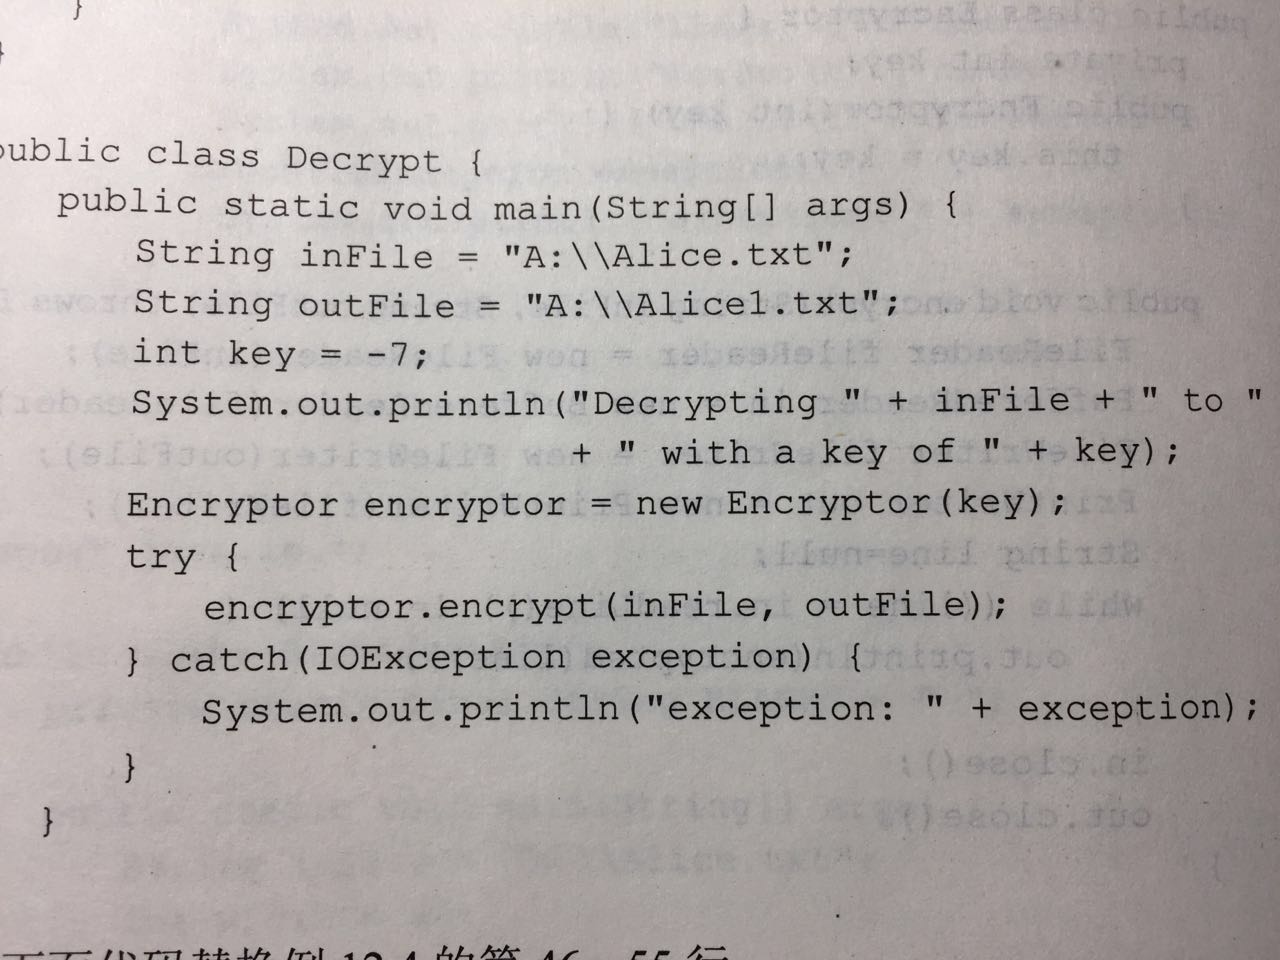 }
}
public class Decrypt {
public static void main(String[] args) {
String inFile = "A:\\Alice.txt";
String outFile = "A:\\Alice1.txt";
int key = -7;
System.out.println("Decrypting " + inFile + " to "
+ " with a key of " + key);
Encryptor encryptor = new Encryptor(key);
try {
encryptor.encrypt(inFile, outFile);
} catch(IOException exception) {
System.out.println("exception: " + exception);
}
}